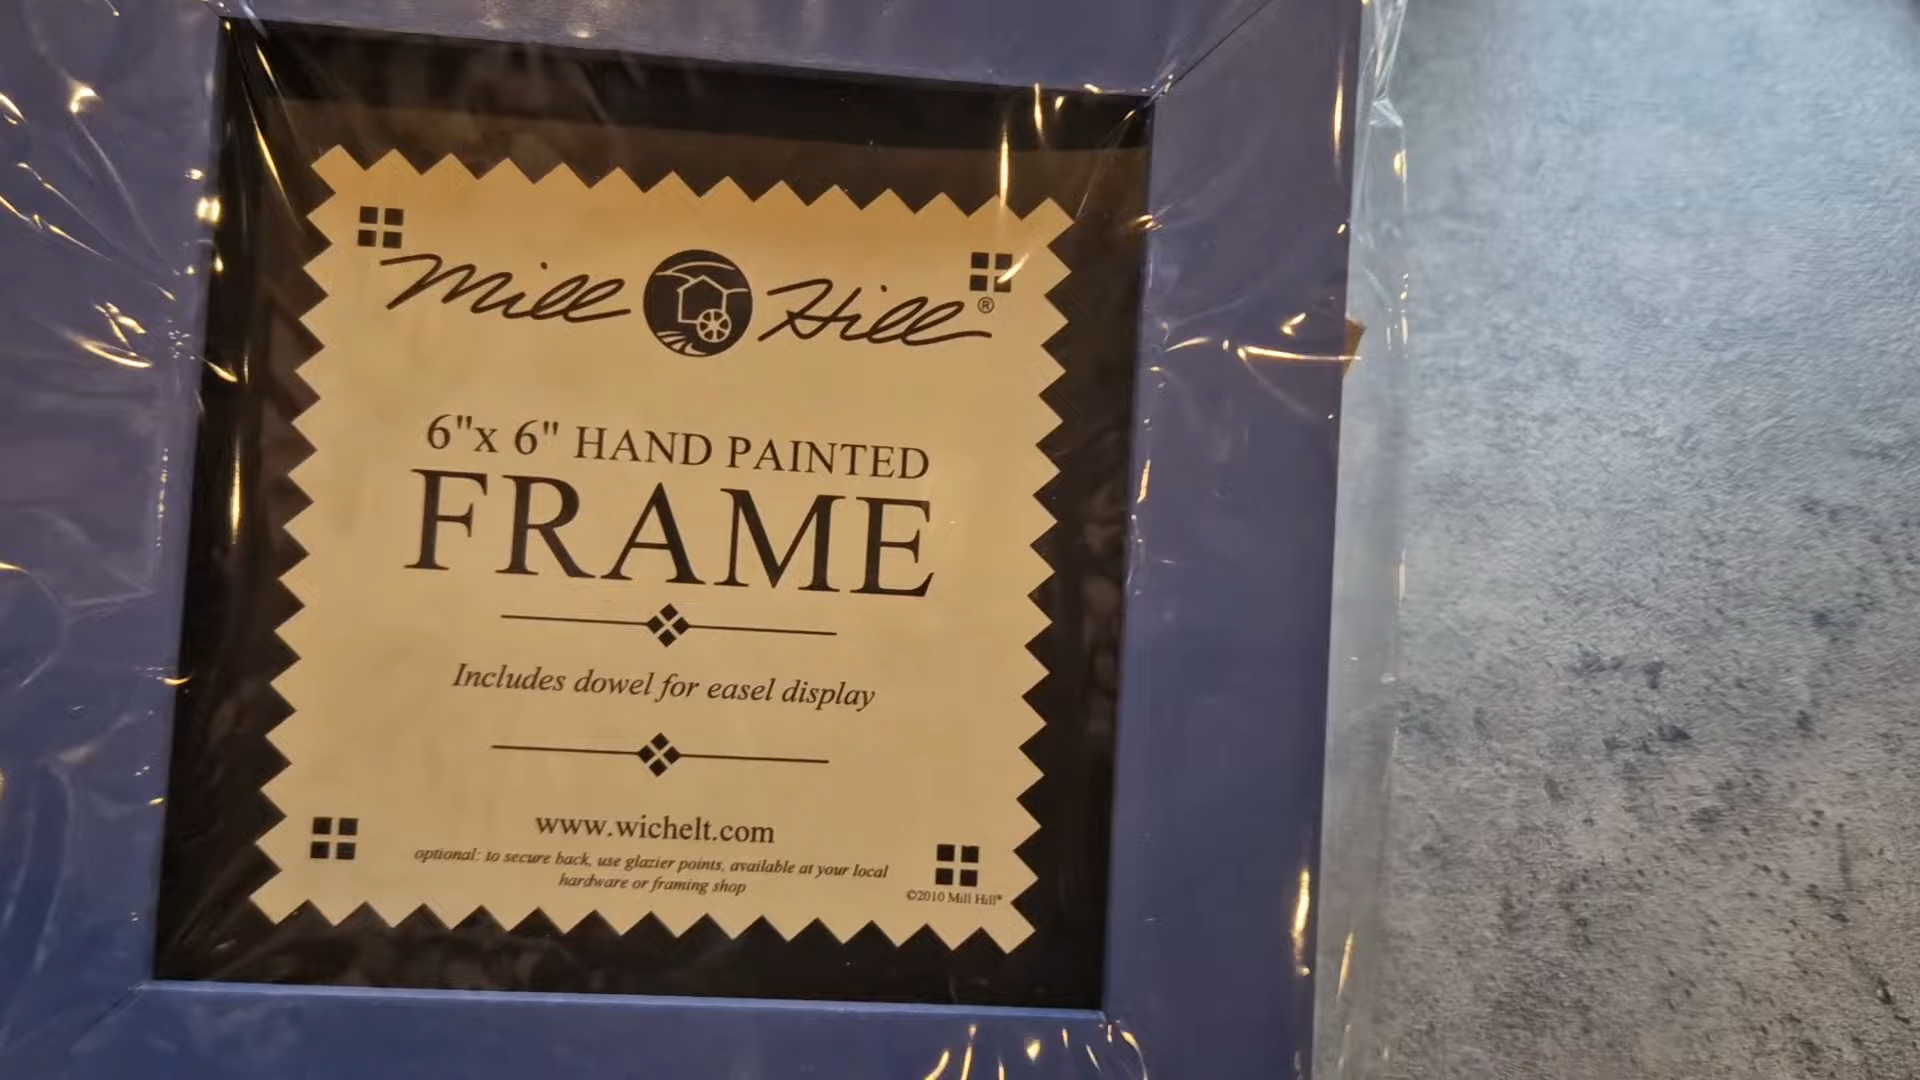 Mill Hill®
6"x 6" HAND PAINTED
FRAME
Includes dowel for easel display
www.wichelt.com
optional: to secure back, use glazier points, available at your local
hardware or framing shop
©2010 Mill Hill®